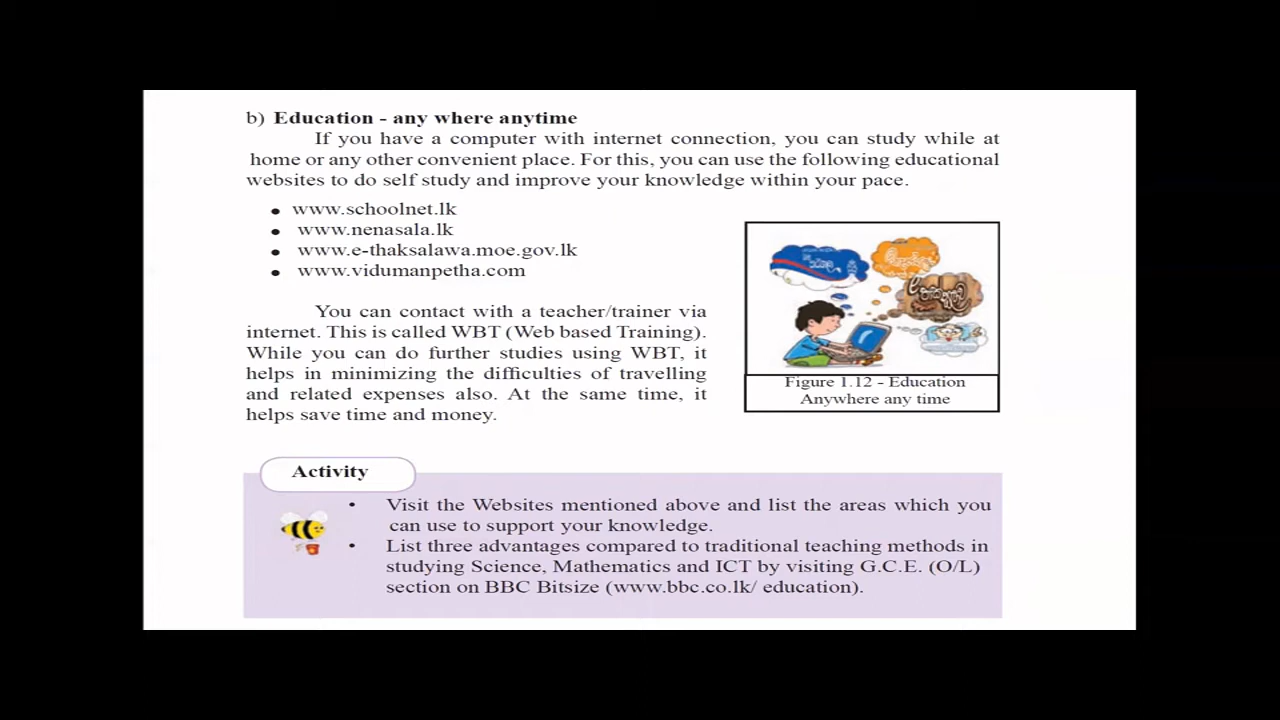 b) Education - any where anytime
If you have a computer with internet connection, you can study while at
home or any other convenient place. For this, you can use the following educational
websites to do self study and improve your knowledge within your pace.
• www.schoolnet.lk
• www.nenasala.lk
• www.e-thaksalawa.moe.gov.lk
• www.vidumanpetha.com
You can contact with a teacher/trainer via
internet. This is called WBT (Web based Training).
While you can do further studies using WBT, it
helps in minimizing the difficulties of travelling
and related expenses also. At the same time, it
helps save time and money.
Figure 1.12 - Education
Anywhere any time
Activity
• Visit the Websites mentioned above and list the areas which you
can use to support your knowledge.
• List three advantages compared to traditional teaching methods in
studying Science, Mathematics and ICT by visiting G.C.E. (O/L)
section on BBC Bitsize (www.bbc.co.lk/ education).